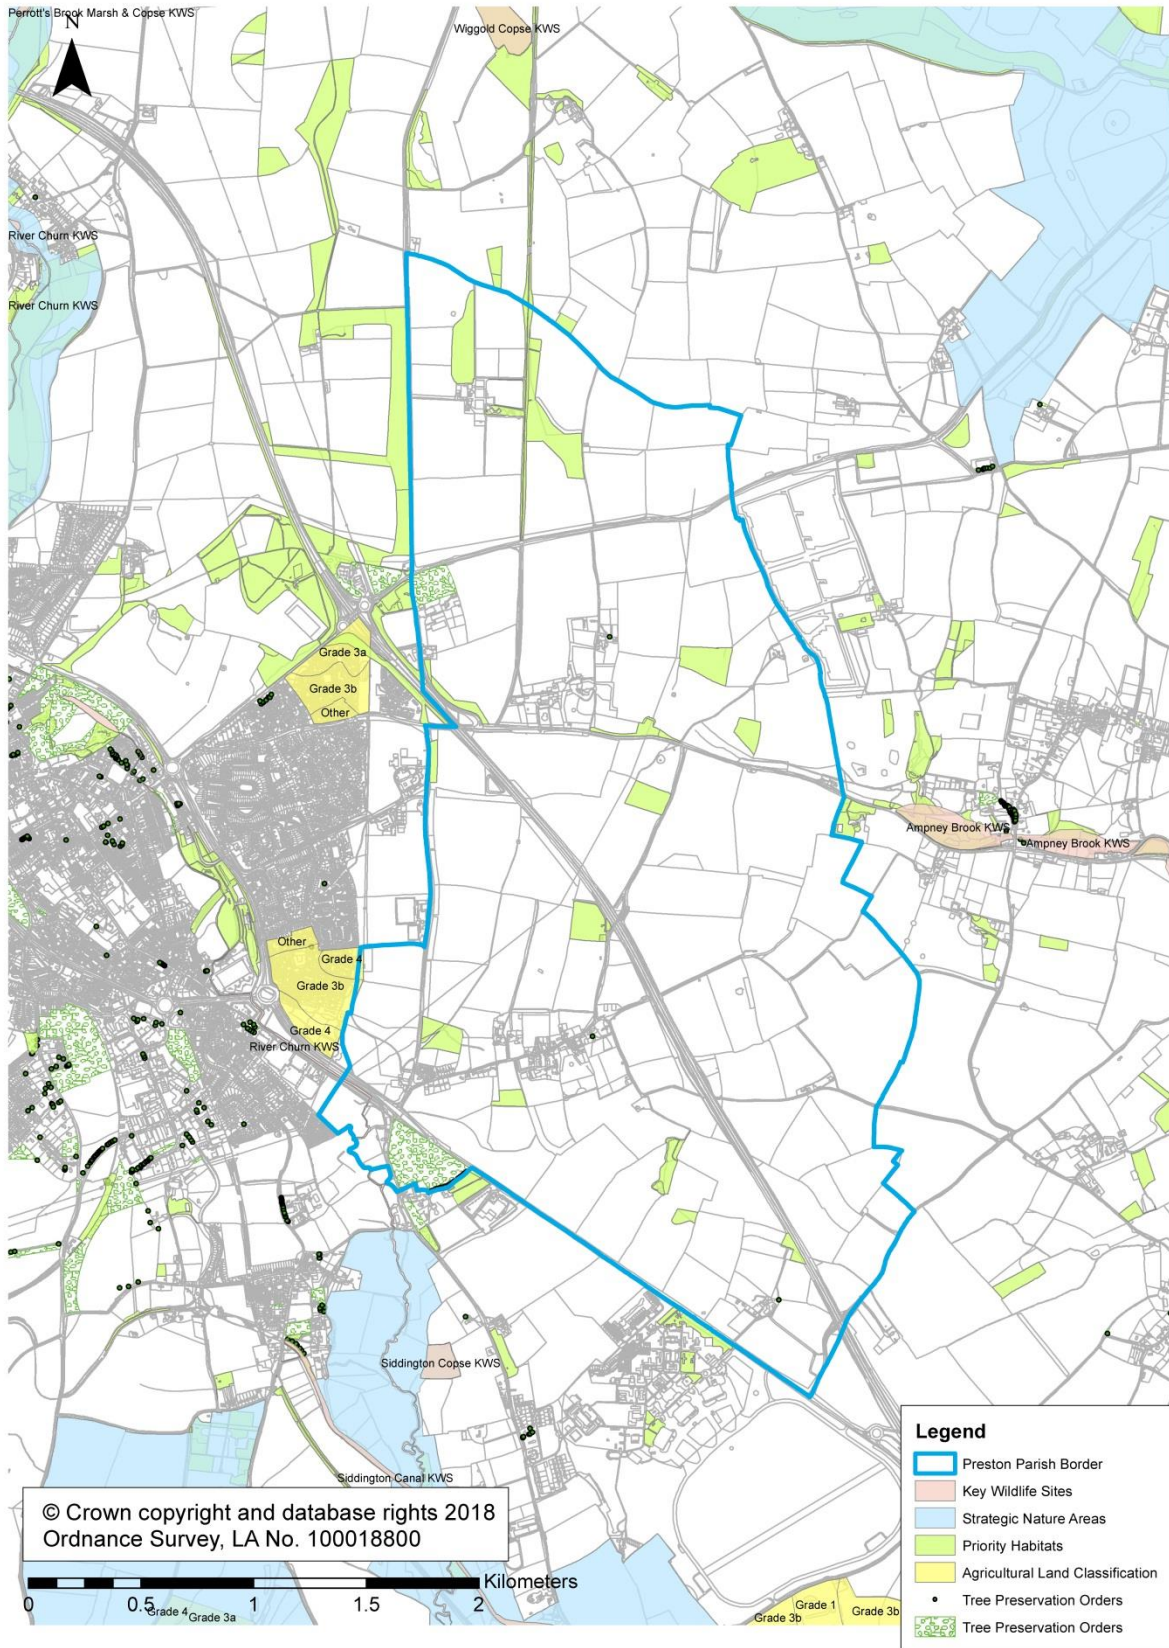 Perrott's Brook Marsh & Copse KWS
N
Wiggold Copse KWS
River Churn KWS
River Churn KWS
Grade 3a
Grade 3b
Other
Ampney Brook KWS
Ampney Brook KWS
Other
Grade 4
Grade 3b
Grade 4
River Churn KWS
Siddington Copse KWS
Siddington Canal KWS
© Crown copyright and database rights 2018
Ordnance Survey, LA No. 100018800
Kilometers
0 0.5 1 1.5 2
Grade 4
Grade 3a
Grade 1
Grade 3b
Grade 3b
Legend
Preston Parish Border
Key Wildlife Sites
Strategic Nature Areas
Priority Habitats
Agricultural Land Classification
Tree Preservation Orders
Tree Preservation Orders